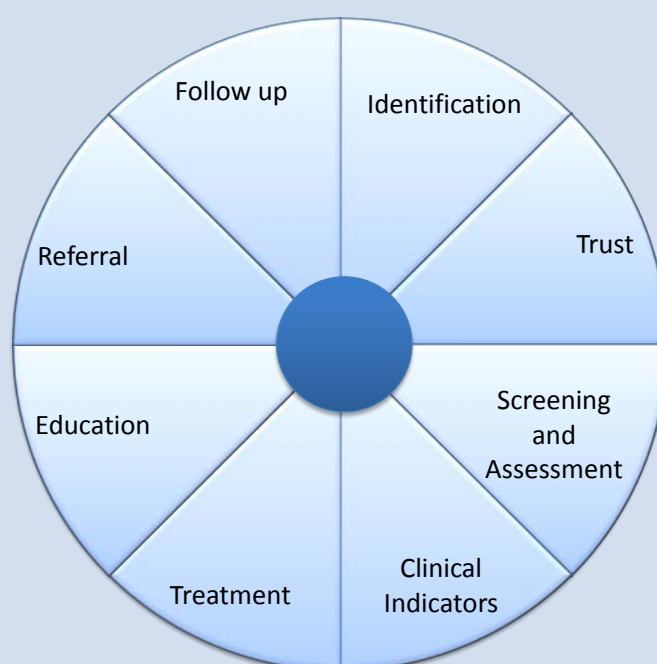 Follow up
Identification
Trust
Screening
and
Assessment
Clinical
Indicators
Treatment
Education
Referral